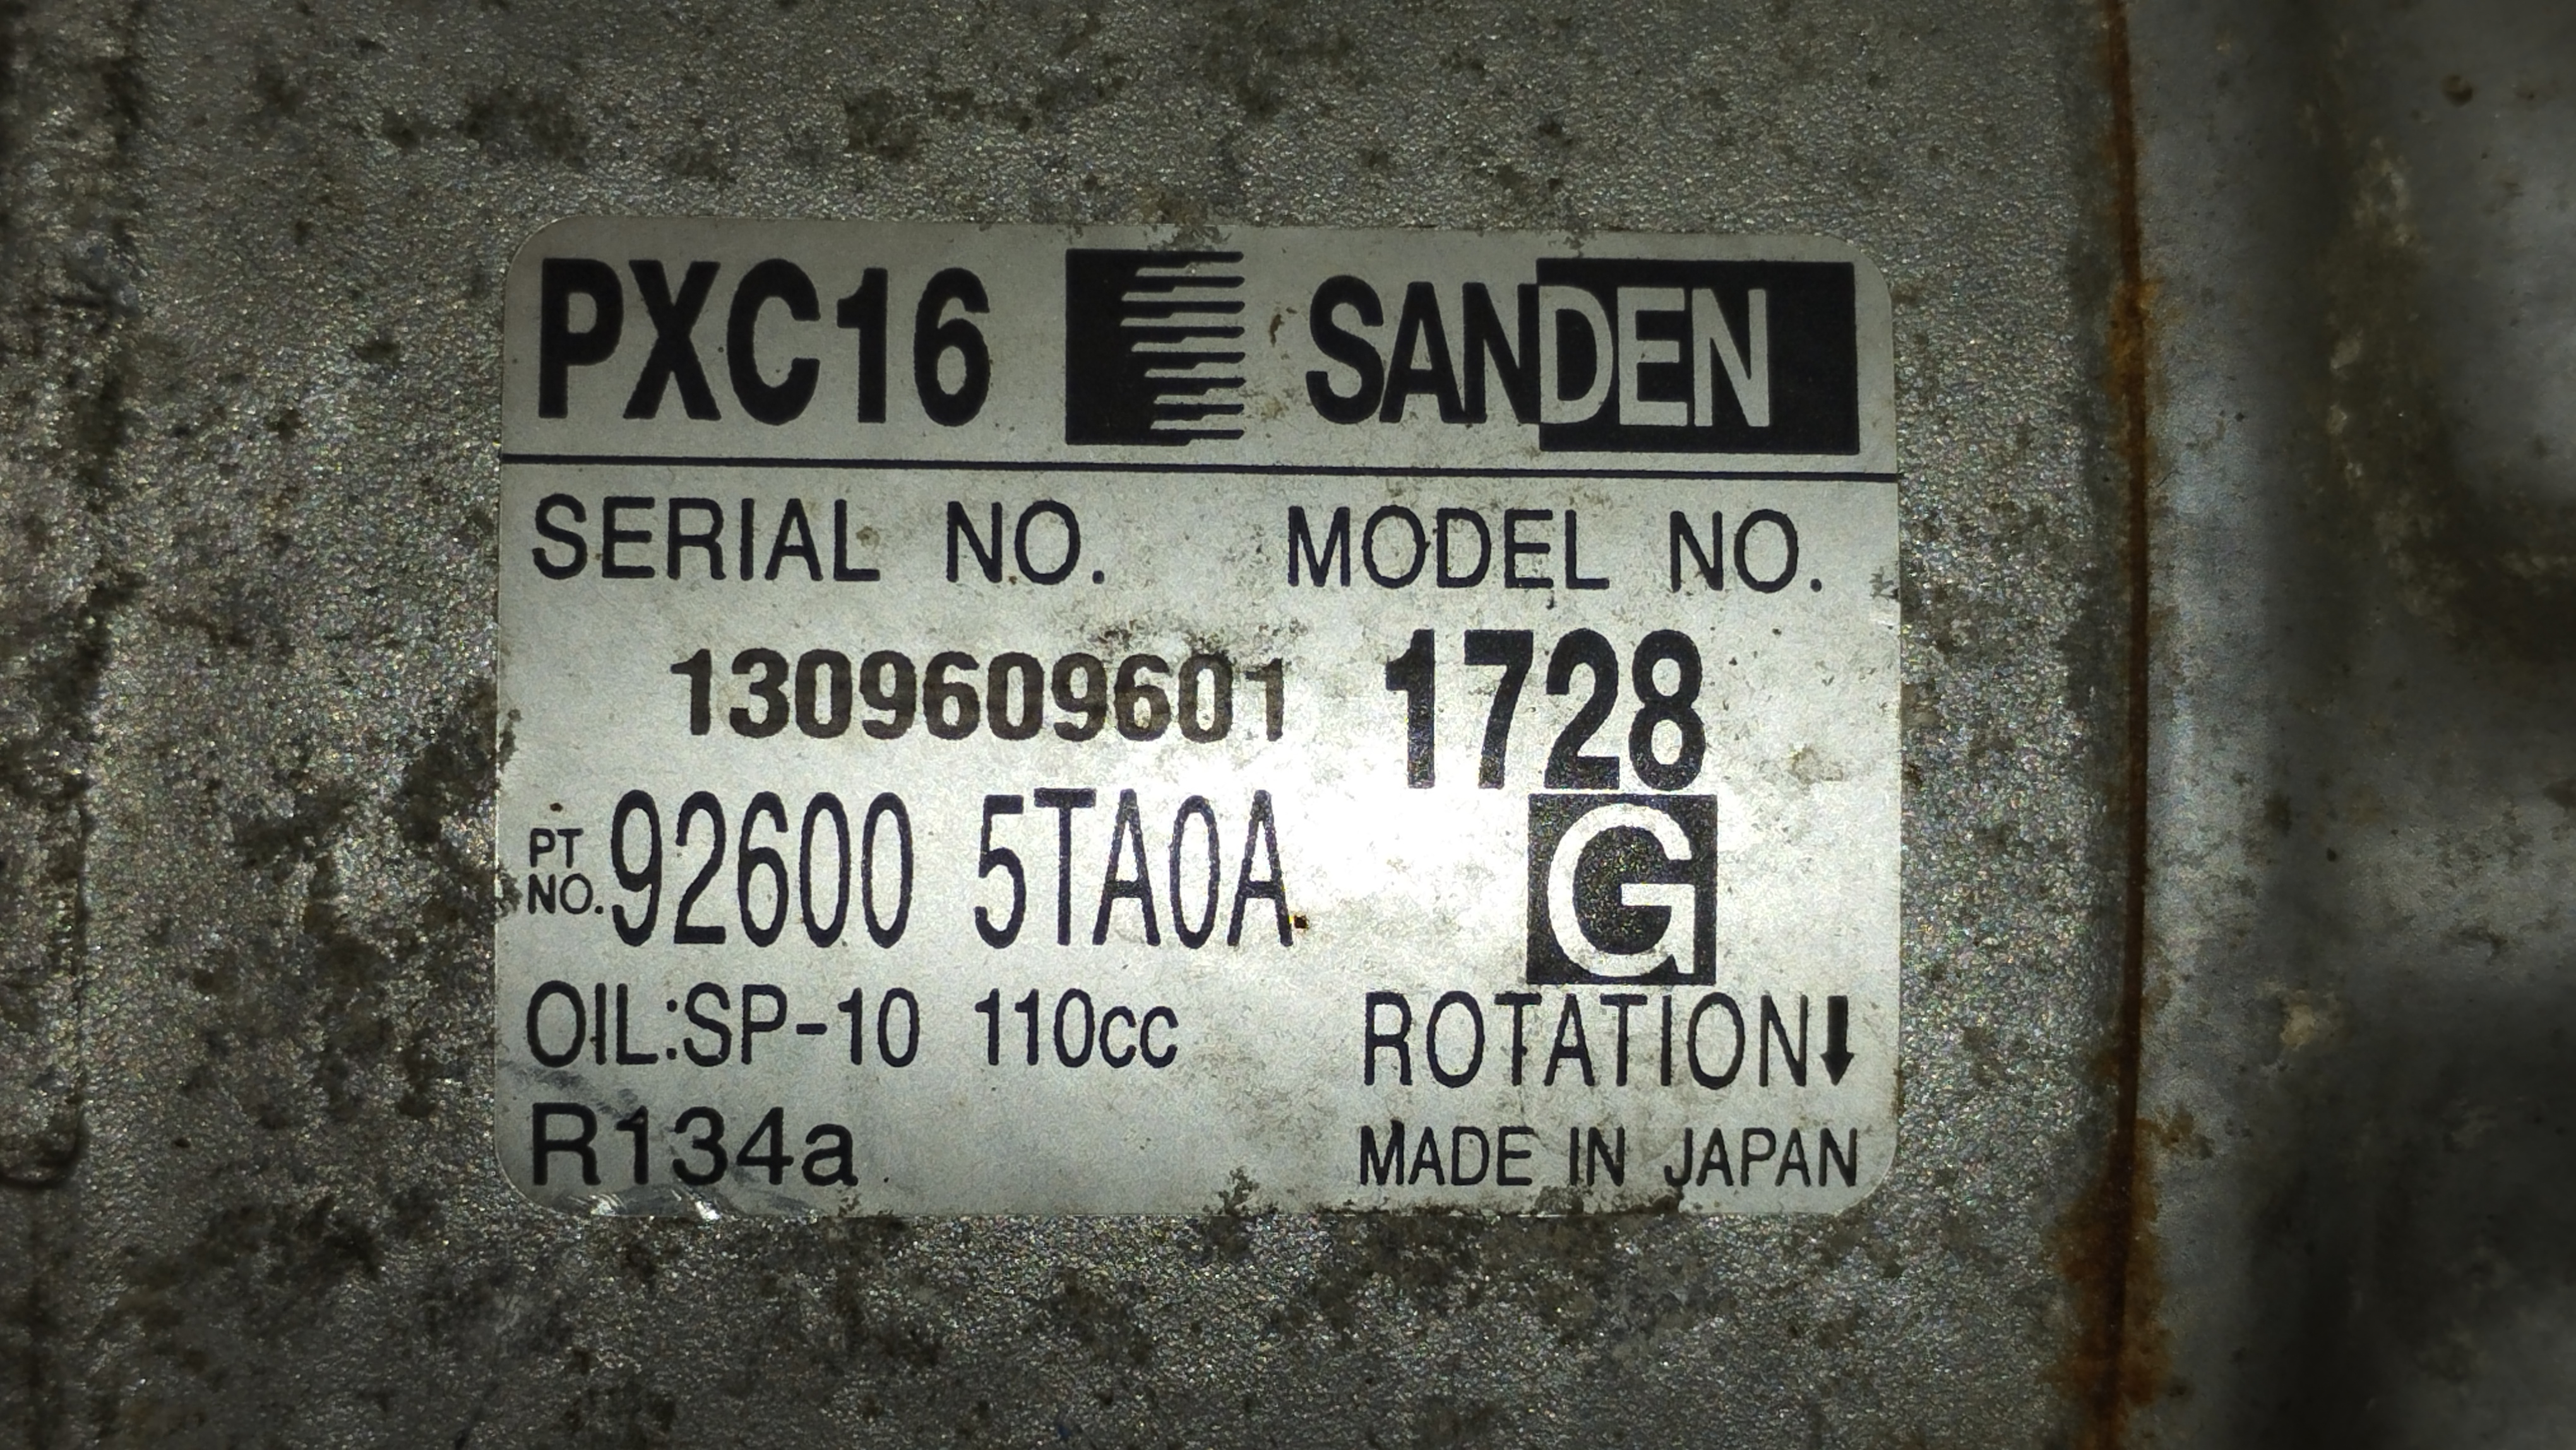 PXC16 SANDEN
SERIAL NO. MODEL NO.
1309609601 1728
PT NO. 92600 5TA0A G
OIL:SP-10 110cc ROTATION⬇
R134a MADE IN JAPAN